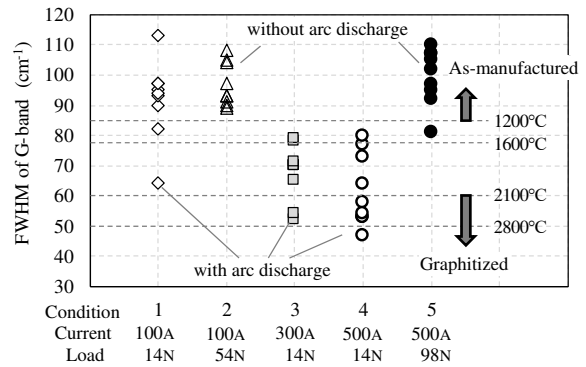 120
110
100
90
80
70
60
50
40
30
FWHM of G-band (cm⁻¹)
without arc discharge
As-manufactured
1200°C
1600°C
2100°C
2800°C
with arc discharge
Graphitized
Condition 1 2 3 4 5
Current 100A 100A 300A 500A 500A
Load 14N 54N 14N 14N 98N